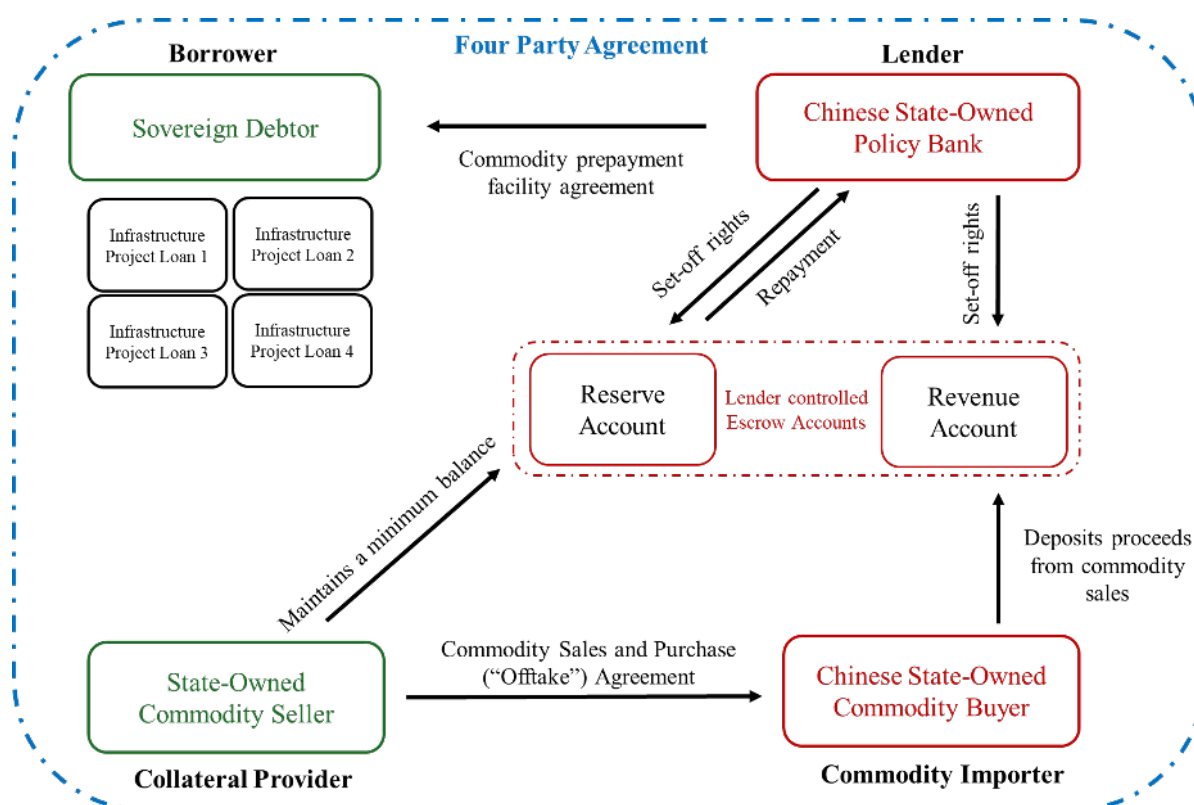 Four Party Agreement
Borrower
Lender
Sovereign Debtor
Chinese State-Owned
Policy Bank
Commodity prepayment
facility agreement
Infrastructure
Project Loan 1
Infrastructure
Project Loan 2
Infrastructure
Project Loan 3
Infrastructure
Project Loan 4
Set-off rights
Repayment
Set-off rights
Reserve
Account
Lender controlled
Escrow Accounts
Revenue
Account
Maintains a minimum balance
Deposits proceeds
from commodity
sales
State-Owned
Commodity Seller
Commodity Sales and Purchase
(“Offtake”) Agreement
Chinese State-Owned
Commodity Buyer
Collateral Provider
Commodity Importer